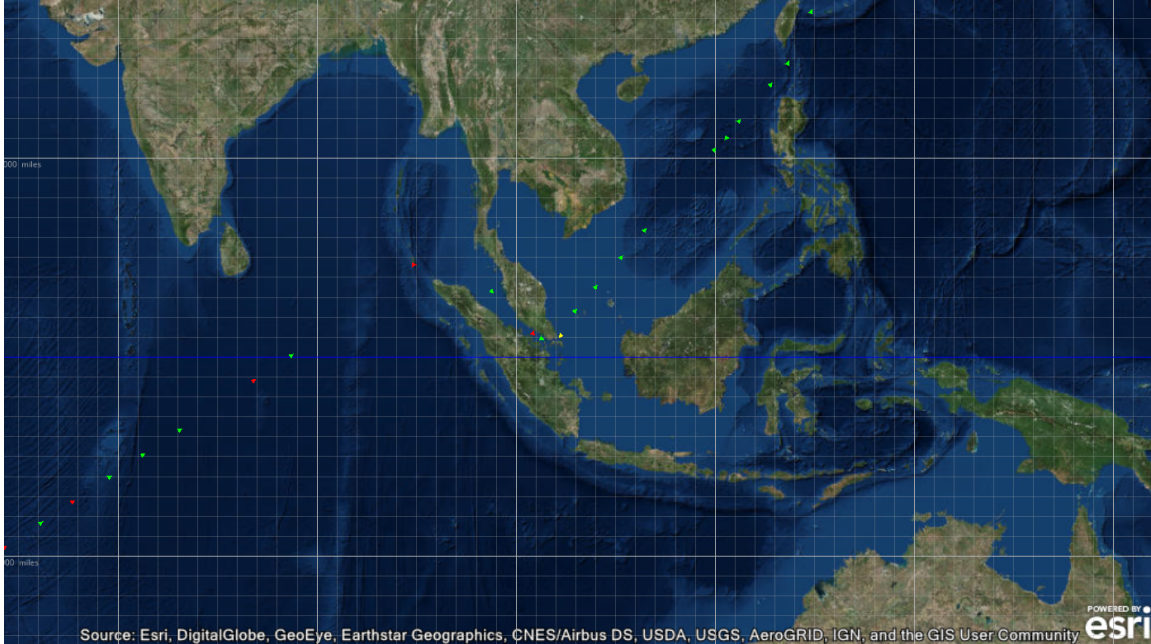 000 miles
000 miles
POWERED BY
esri
Source: Esri, DigitalGlobe, GeoEye, Earthstar Geographics, CNES/Airbus DS, USDA, USGS, AeroGRID, IGN, and the GIS User Community